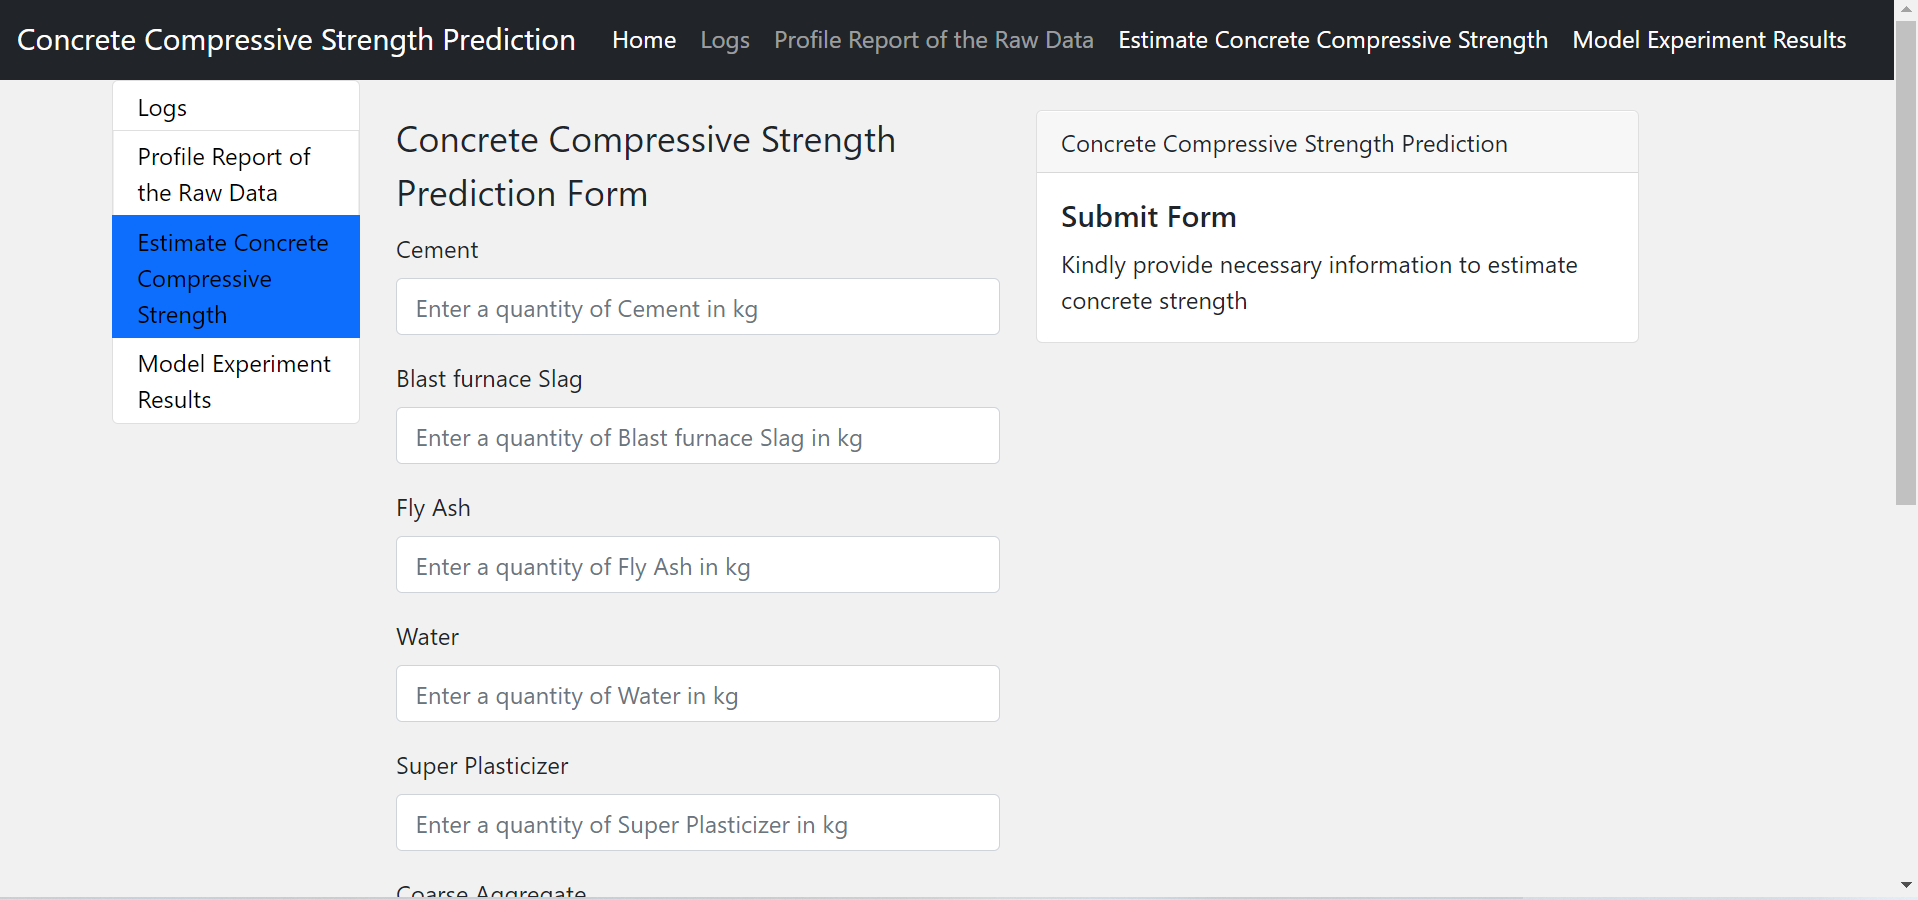 Concrete Compressive Strength Prediction Home Logs Profile Report of the Raw Data Estimate Concrete Compressive Strength Model Experiment Results
Logs
Profile Report of
the Raw Data
Estimate Concrete
Compressive
Strength
Model Experiment
Results
Concrete Compressive Strength
Prediction Form
Cement
Enter a quantity of Cement in kg
Blast furnace Slag
Enter a quantity of Blast furnace Slag in kg
Fly Ash
Enter a quantity of Fly Ash in kg
Water
Enter a quantity of Water in kg
Super Plasticizer
Enter a quantity of Super Plasticizer in kg
Coarse Aggregate
Concrete Compressive Strength Prediction
Submit Form
Kindly provide necessary information to estimate
concrete strength